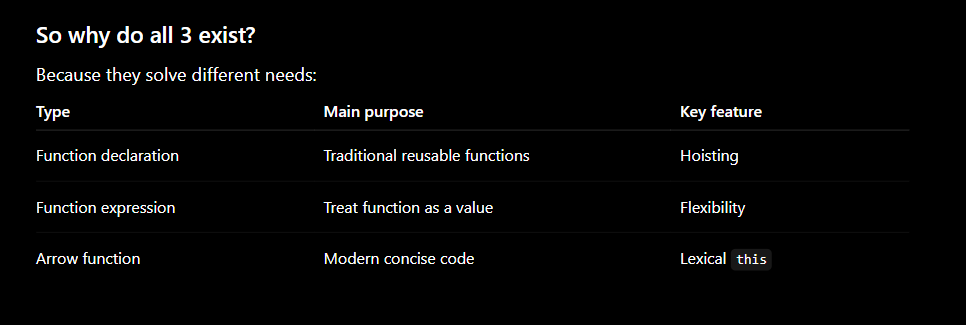 So why do all 3 exist?
Because they solve different needs:
Type Main purpose Key feature
Function declaration Traditional reusable functions Hoisting
Function expression Treat function as a value Flexibility
Arrow function Modern concise code Lexical this